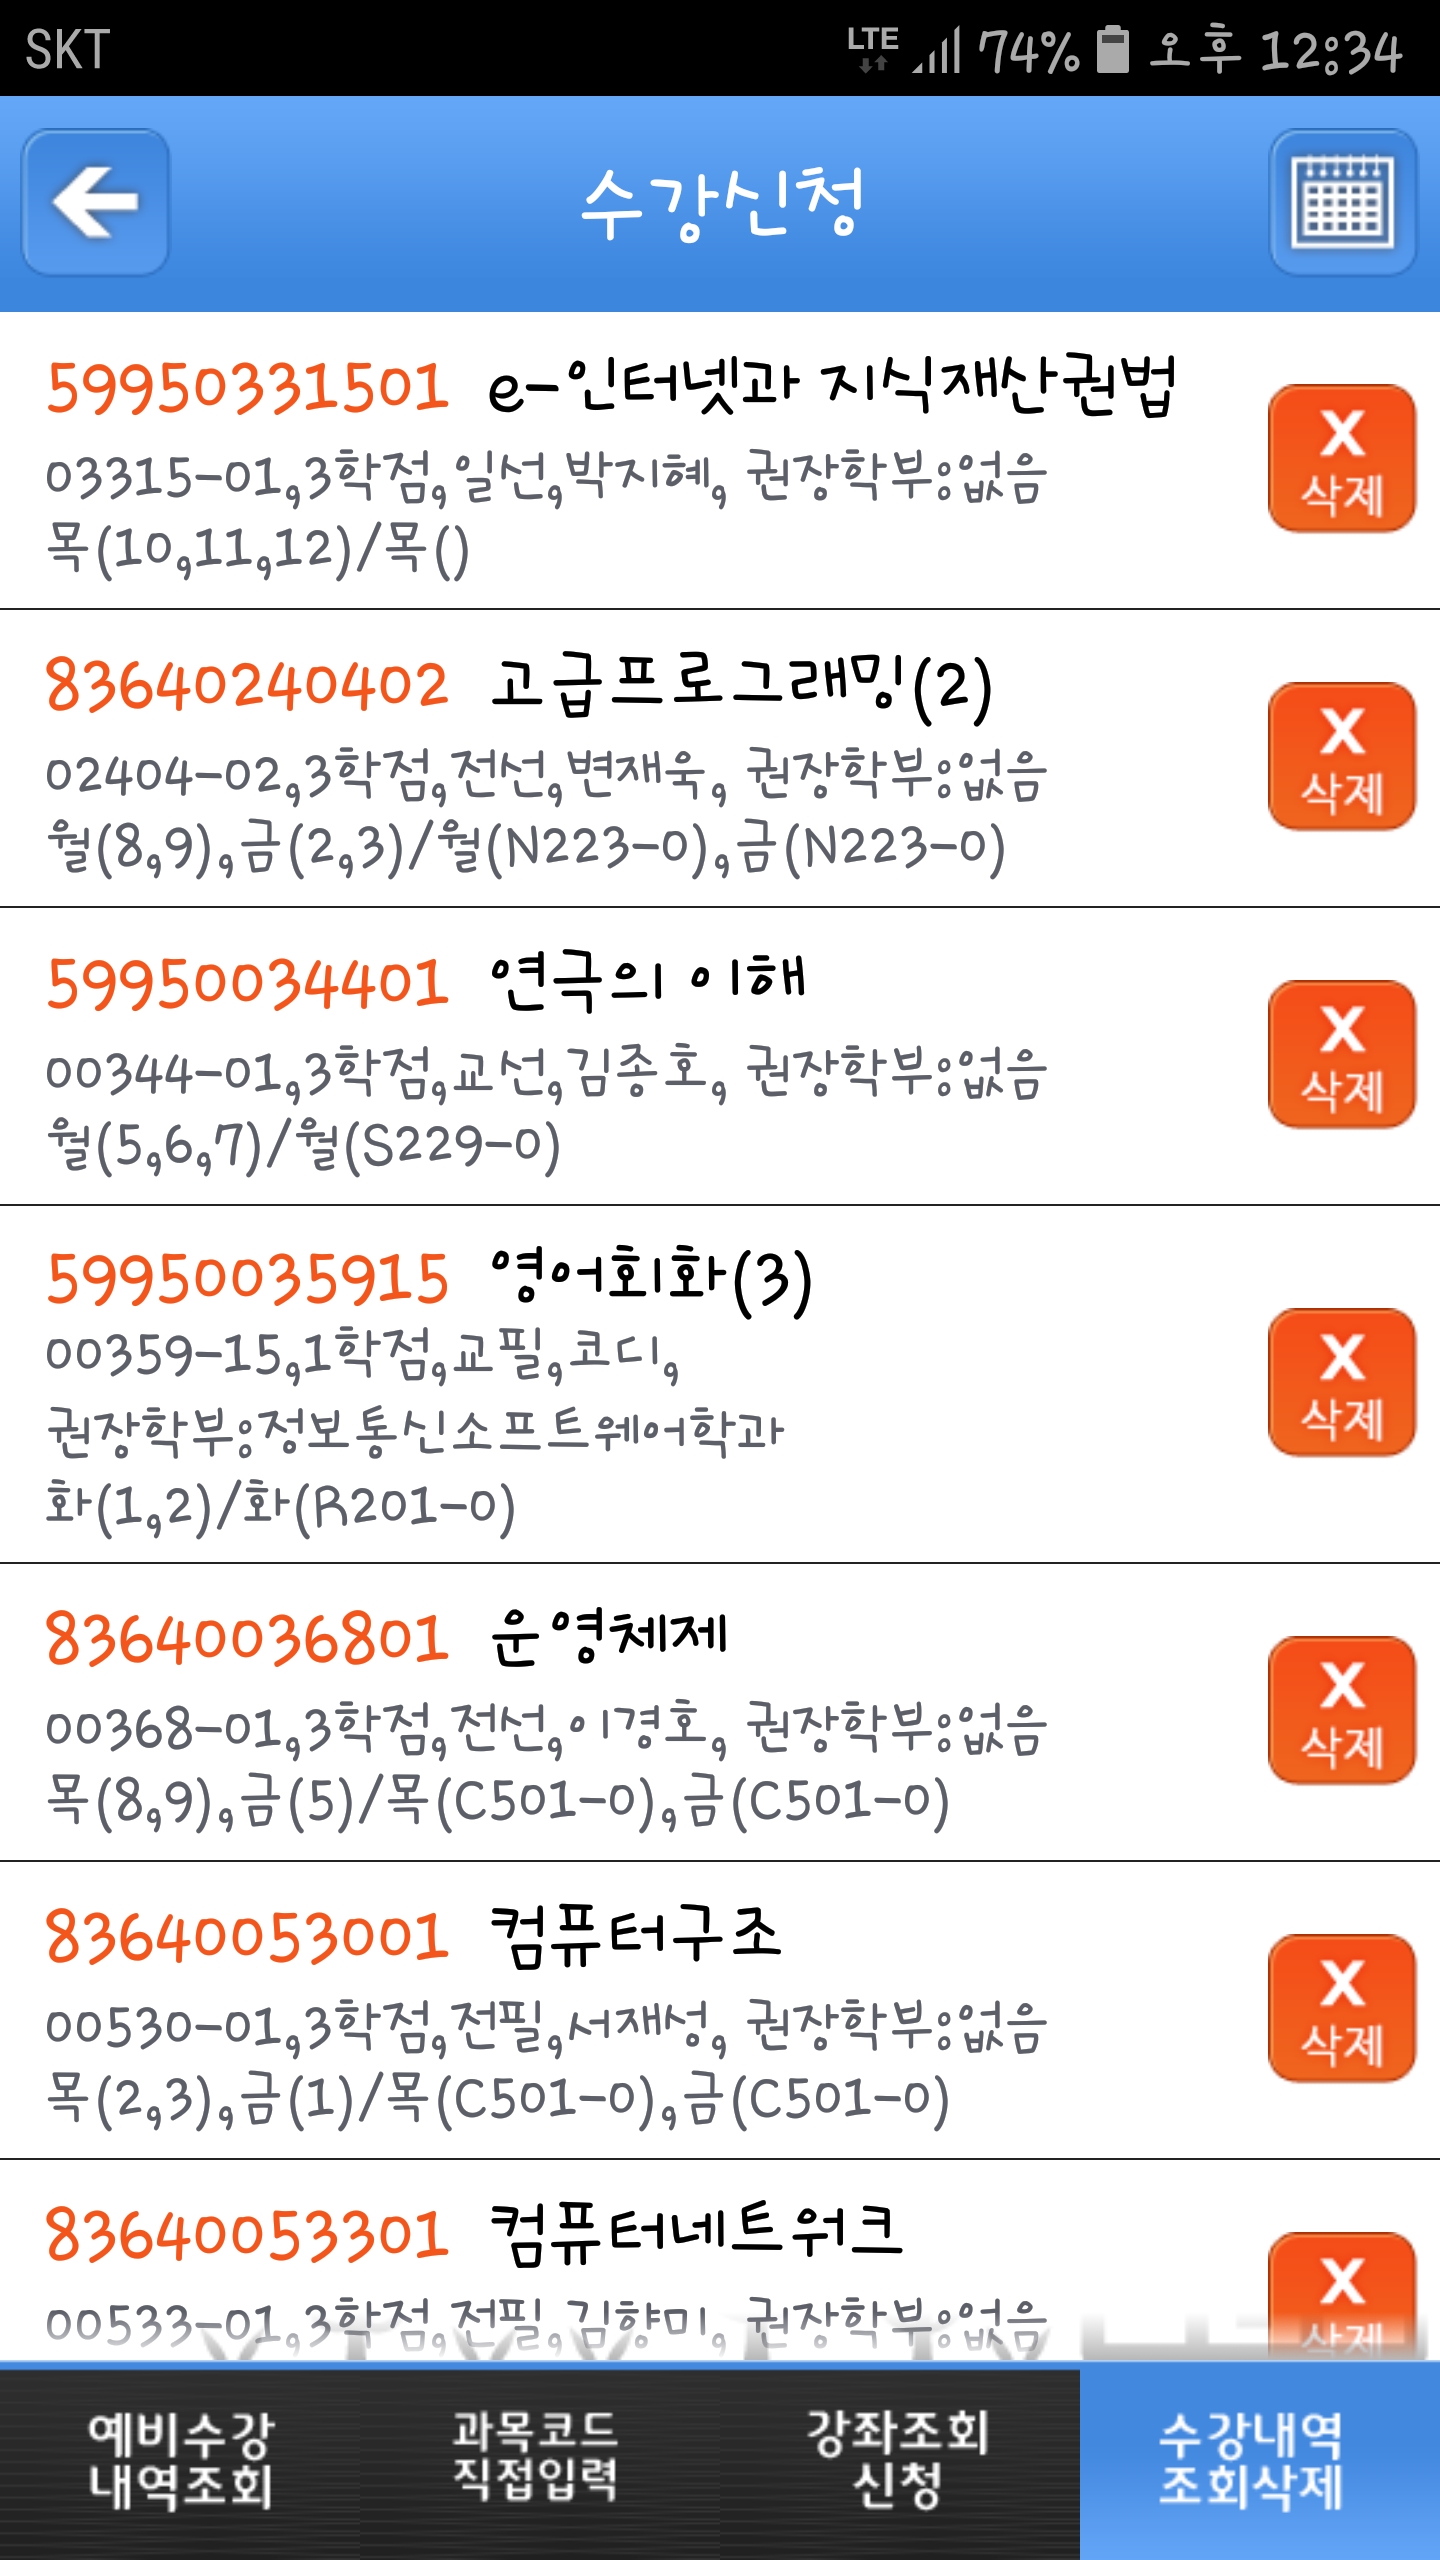 SKT LTE 74% 오후 12:34
수강신청
59950331501 e-인터넷과 지식재산권법
03315-01,3학점,일선,박지혜, 권장학부:없음
목(10,11,12)/목()
X
삭제
83640240402 고급프로그래밍(2)
02404-02,3학점,전선,변재욱, 권장학부:없음
월(8,9),금(2,3)/월(N223-0),금(N223-0)
X
삭제
59950034401 연극의 이해
00344-01,3학점,교선,김종호, 권장학부:없음
월(5,6,7)/월(S229-0)
X
삭제
59950035915 영어회화(3)
00359-15,1학점,교필,코디,
권장학부:정보통신소프트웨어학과
화(1,2)/화(R201-0)
X
삭제
83640036801 운영체제
00368-01,3학점,전선,이경호, 권장학부:없음
목(8,9),금(5)/목(C501-0),금(C501-0)
X
삭제
83640053001 컴퓨터구조
00530-01,3학점,전필,서재성, 권장학부:없음
목(2,3),금(1)/목(C501-0),금(C501-0)
X
삭제
83640053301 컴퓨터네트워크
00533-01,3학점,전필,김향미, 권장학부:없음
X
삭제
예비수강
내역조회
과목코드
직접입력
강좌조회
신청
수강내역
조회삭제